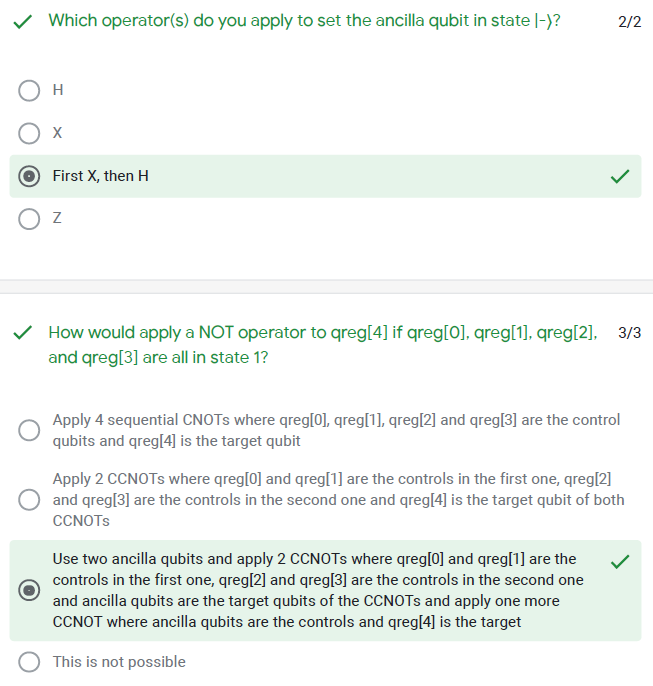 Which operator(s) do you apply to set the ancilla qubit in state |-⟩? 2/2
H
X
First X, then H
Z
How would apply a NOT operator to qreg[4] if qreg[0], qreg[1], qreg[2], 3/3
and qreg[3] are all in state 1?
Apply 4 sequential CNOTs where qreg[0], qreg[1], qreg[2] and qreg[3] are the control
qubits and qreg[4] is the target qubit
Apply 2 CCNOTs where qreg[0] and qreg[1] are the controls in the first one, qreg[2]
and qreg[3] are the controls in the second one and qreg[4] is the target qubit of both
CCNOTs
Use two ancilla qubits and apply 2 CCNOTs where qreg[0] and qreg[1] are the
controls in the first one, qreg[2] and qreg[3] are the controls in the second one
and ancilla qubits are the target qubits of the CCNOTs and apply one more
CCNOT where ancilla qubits are the controls and qreg[4] is the target
This is not possible